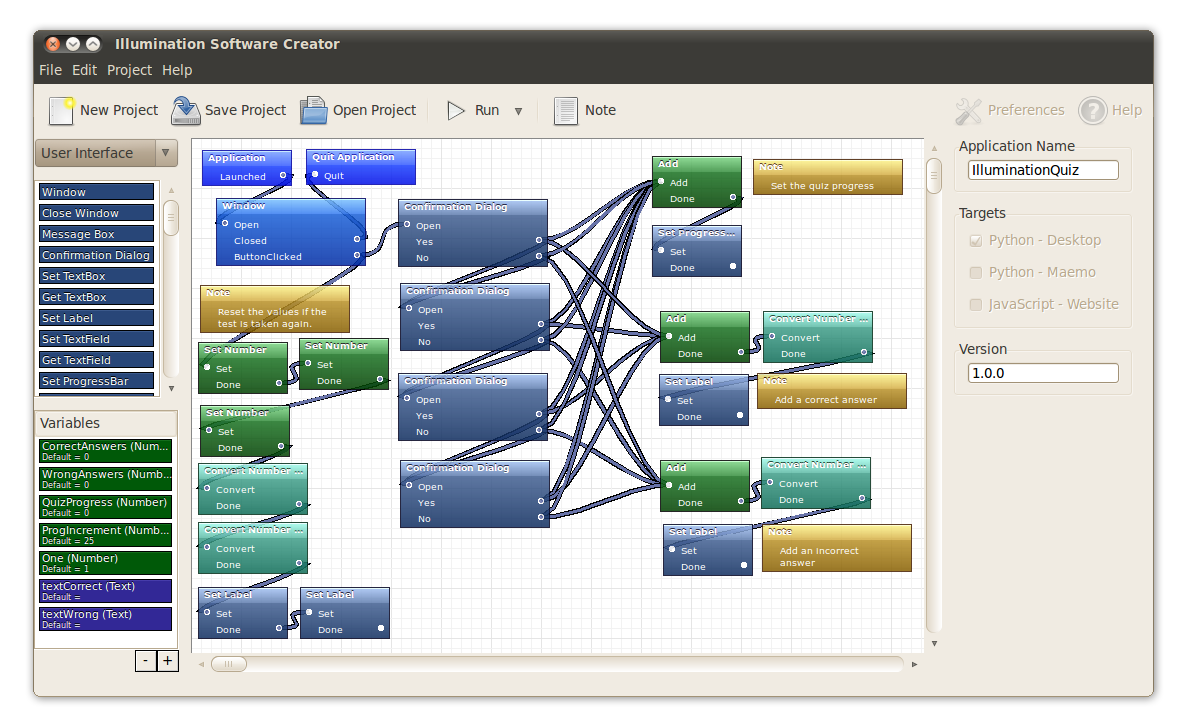 Illumination Software Creator
File Edit Project Help
New Project Save Project Open Project Run Note Preferences Help
User Interface
Window
Close Window
Message Box
Confirmation Dialog
Set TextBox
Get TextBox
Set Label
Set TextField
Get TextField
Set ProgressBar
Variables
CorrectAnswers (Num...
Default = 0
WrongAnswers (Numb...
Default = 0
QuizProgress (Number)
Default = 0
ProgIncrement (Numb...
Default = 25
One (Number)
Default = 1
textCorrect (Text)
Default =
textWrong (Text)
Default =
- +
Application
Launched
Quit Application
Quit
Window
Open
Closed
ButtonClicked
Note
Reset the values if the
test is taken again.
Set Number
Set
Done
Set Number
Set
Done
Set Number
Set
Done
Convert Number ...
Convert
Done
Convert Number ...
Convert
Done
Set Label
Set
Done
Set Label
Set
Done
Confirmation Dialog
Open
Yes
No
Confirmation Dialog
Open
Yes
No
Confirmation Dialog
Open
Yes
No
Confirmation Dialog
Open
Yes
No
Add
Add
Done
Note
Set the quiz progress
Set Progress...
Set
Done
Add
Add
Done
Convert Number ...
Convert
Done
Set Label
Set
Done
Note
Add a correct answer
Add
Add
Done
Convert Number ...
Convert
Done
Set Label
Set
Done
Note
Add an incorrect
answer
Application Name
IlluminationQuiz
Targets
Python - Desktop
Python - Maemo
JavaScript - Website
Version
1.0.0